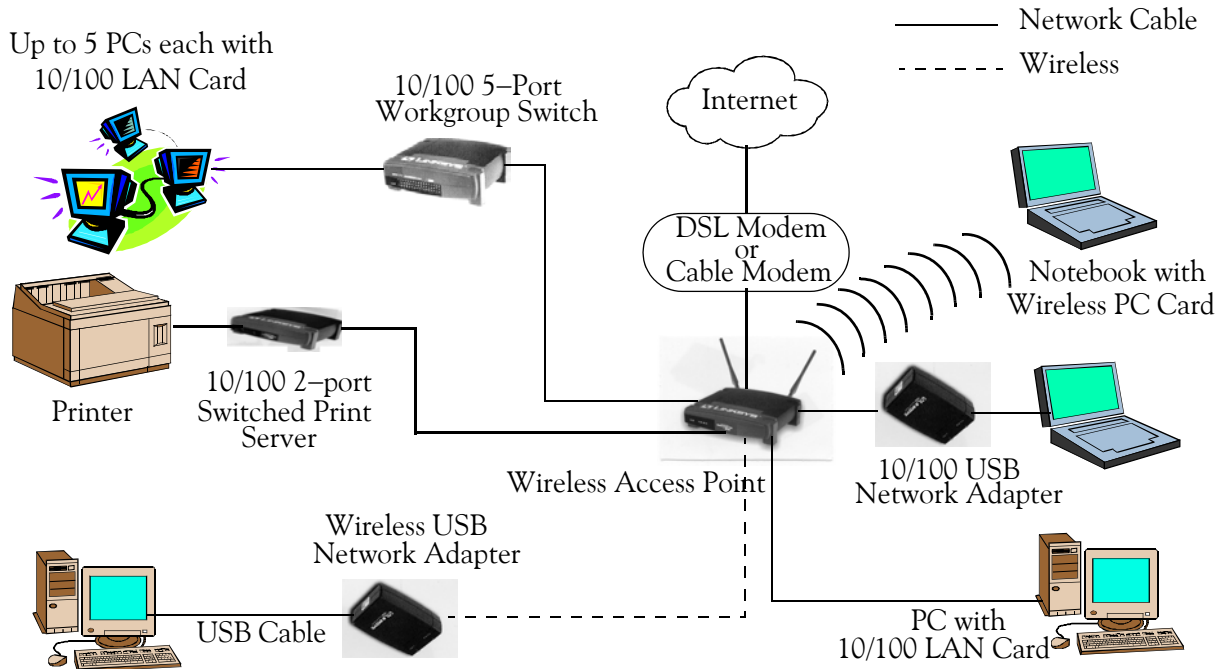 Network Cable
Wireless
Up to 5 PCs each with
10/100 LAN Card
10/100 5–Port
Workgroup Switch
LINKSYS
Internet
DSL Modem
or
Cable Modem
Notebook with
Wireless PC Card
Printer
10/100 2–port
Switched Print
Server
LINKSYS
Wireless Access Point
10/100 USB
Network Adapter
Wireless USB
Network Adapter
USB Cable
PC with
10/100 LAN Card